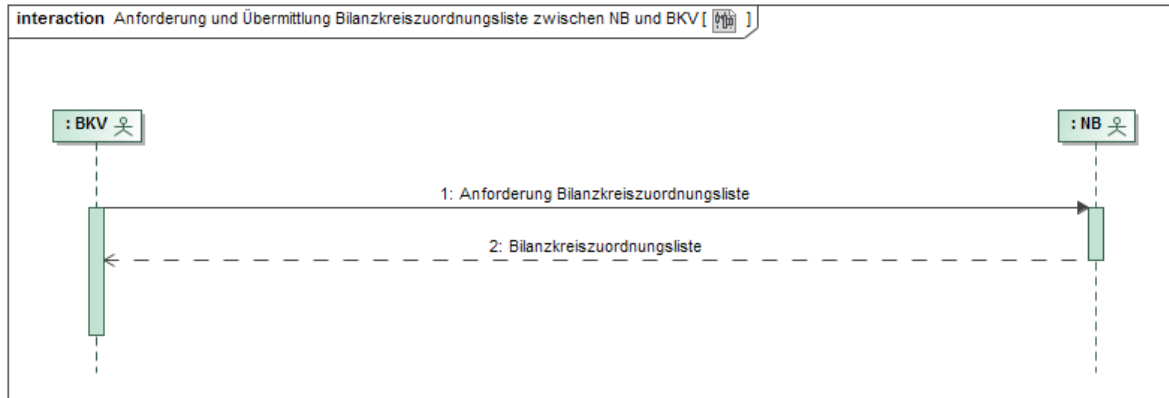 interaction Anforderung und Übermittlung Bilanzkreiszuordnungsliste zwischen NB und BKV [ ]
: BKV
: NB
1: Anforderung Bilanzkreiszuordnungsliste
2: Bilanzkreiszuordnungsliste